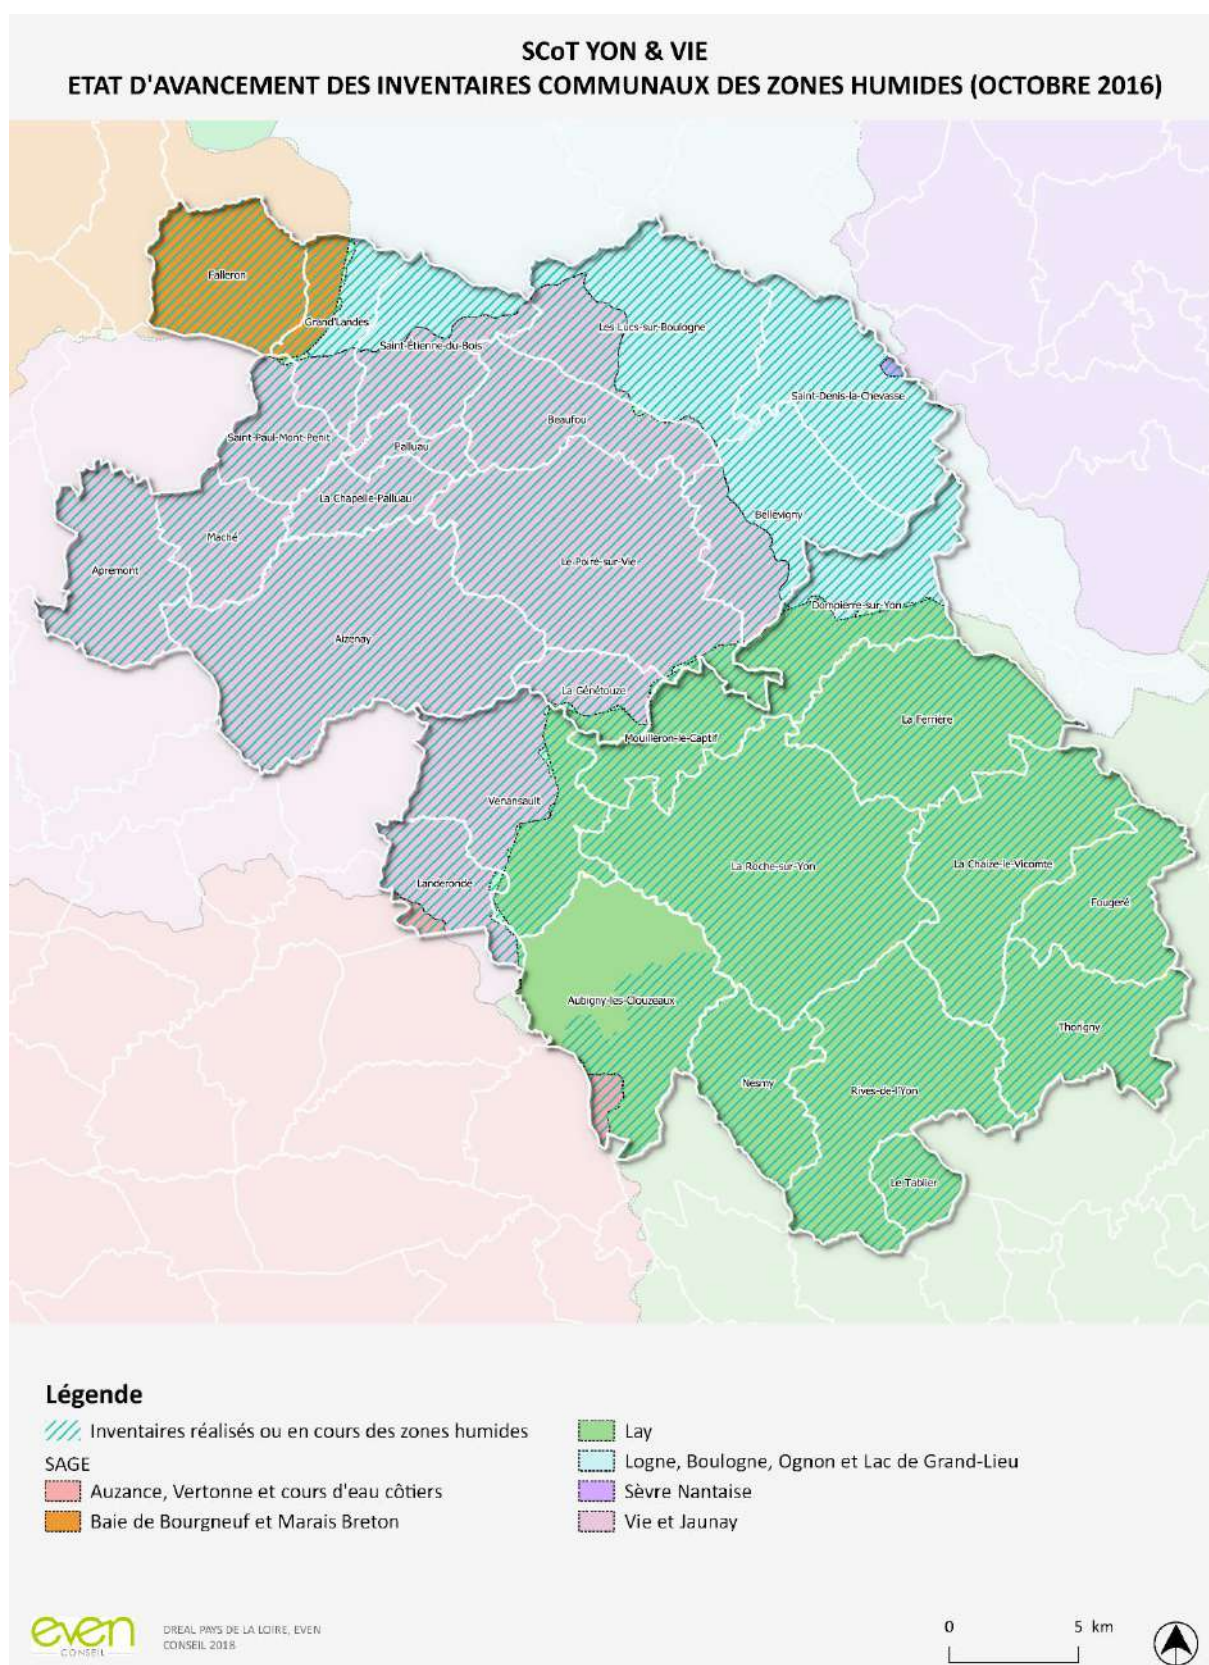 SCoT YON & VIE
ETAT D'AVANCEMENT DES INVENTAIRES COMMUNAUX DES ZONES HUMIDES (OCTOBRE 2016)
Falleron
Grand'Landes
Saint-Étienne-du-Bois
Les Lucs-sur-Boulogne
Saint-Denis-la-Chevasse
Beaufou
Saint-Paul-Mont-Penit
Palluau
La Chapelle-Palluau
Bellevigny
Maché
Apremont
Le Poiré-sur-Vie
Dompierre-sur-Yon
Aizenay
La Génétouze
La Ferrière
Mouilleron-le-Captif
Venansault
La Roche-sur-Yon
La Chaize-le-Vicomte
Landeronde
Fougeré
Aubigny-les-Clouzeaux
Thorigny
Nesmy
Rives-de-l'Yon
Le Tablier
Légende
Inventaires réalisés ou en cours des zones humides
SAGE
Auzance, Vertonne et cours d'eau côtiers
Baie de Bourgneuf et Marais Breton
Lay
Logne, Boulogne, Ognon et Lac de Grand-Lieu
Sèvre Nantaise
Vie et Jaunay
even
CONSEIL
DREAL PAYS DE LA LOIRE, EVEN
CONSEIL 2018
0 5 km